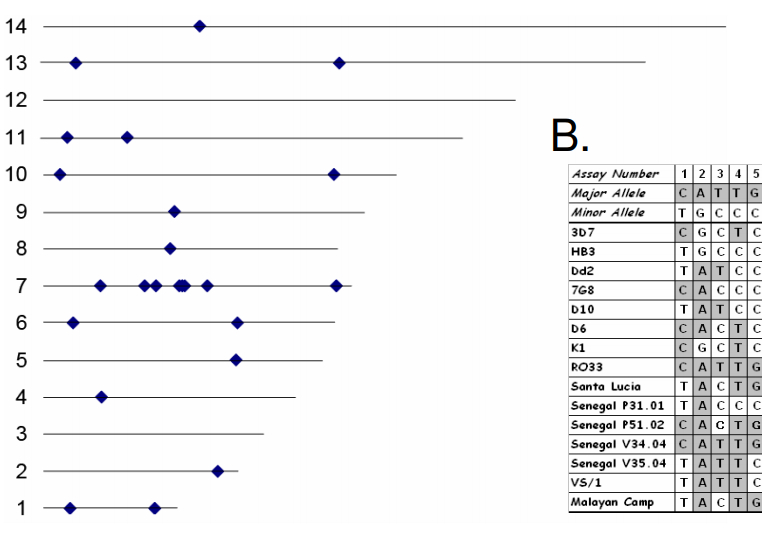 14
13
12
11
10
9
8
7
6
5
4
3
2
1
B.
Assay Number 1 2 3 4 5
Major Allele C A T T G
Minor Allele T G C C C
3D7 C G C T C
HB3 T G C C C
Dd2 T A T C C
7G8 C A C C C
D10 T A T C C
D6 C A C T C
K1 C G C T C
RO33 C A T T G
Santa Lucia T A C T G
Senegal P31.01 T A C C C
Senegal P51.02 C A C T G
Senegal V34.04 C A T T G
Senegal V35.04 T A T T C
VS/1 T A T T C
Malayan Camp T A C T G